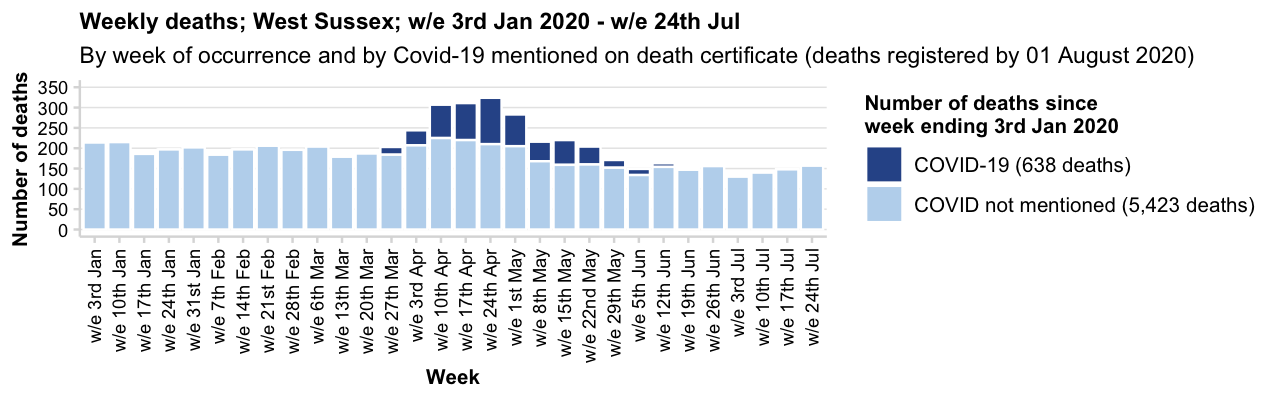 Weekly deaths; West Sussex; w/e 3rd Jan 2020 - w/e 24th Jul
By week of occurrence and by Covid-19 mentioned on death certificate (deaths registered by 01 August 2020)
Number of deaths
350
300
250
200
150
100
50
0
w/e 3rd Jan
w/e 10th Jan
w/e 17th Jan
w/e 24th Jan
w/e 31st Jan
w/e 7th Feb
w/e 14th Feb
w/e 21st Feb
w/e 28th Feb
w/e 6th Mar
w/e 13th Mar
w/e 20th Mar
w/e 27th Mar
w/e 3rd Apr
w/e 10th Apr
w/e 17th Apr
w/e 24th Apr
w/e 1st May
w/e 8th May
w/e 15th May
w/e 22nd May
w/e 29th May
w/e 5th Jun
w/e 12th Jun
w/e 19th Jun
w/e 26th Jun
w/e 3rd Jul
w/e 10th Jul
w/e 17th Jul
w/e 24th Jul
Week
Number of deaths since
week ending 3rd Jan 2020
COVID-19 (638 deaths)
COVID not mentioned (5,423 deaths)